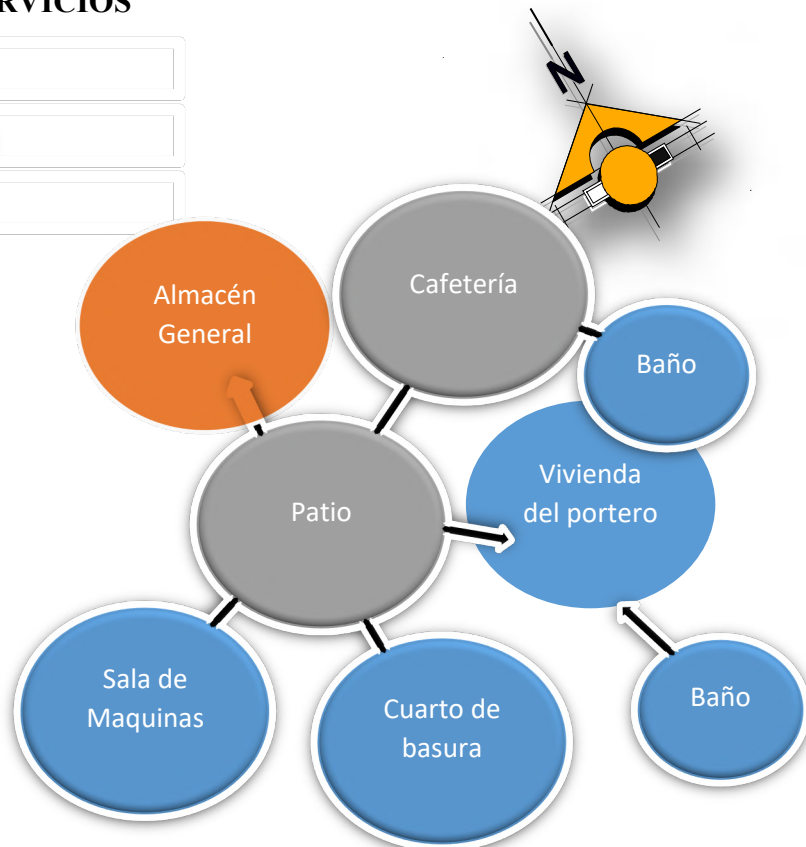 RVICIOS
N
Cafetería
Almacén
General
Baño
Vivienda
del portero
Patio
Sala de
Maquinas
Cuarto de
basura
Baño